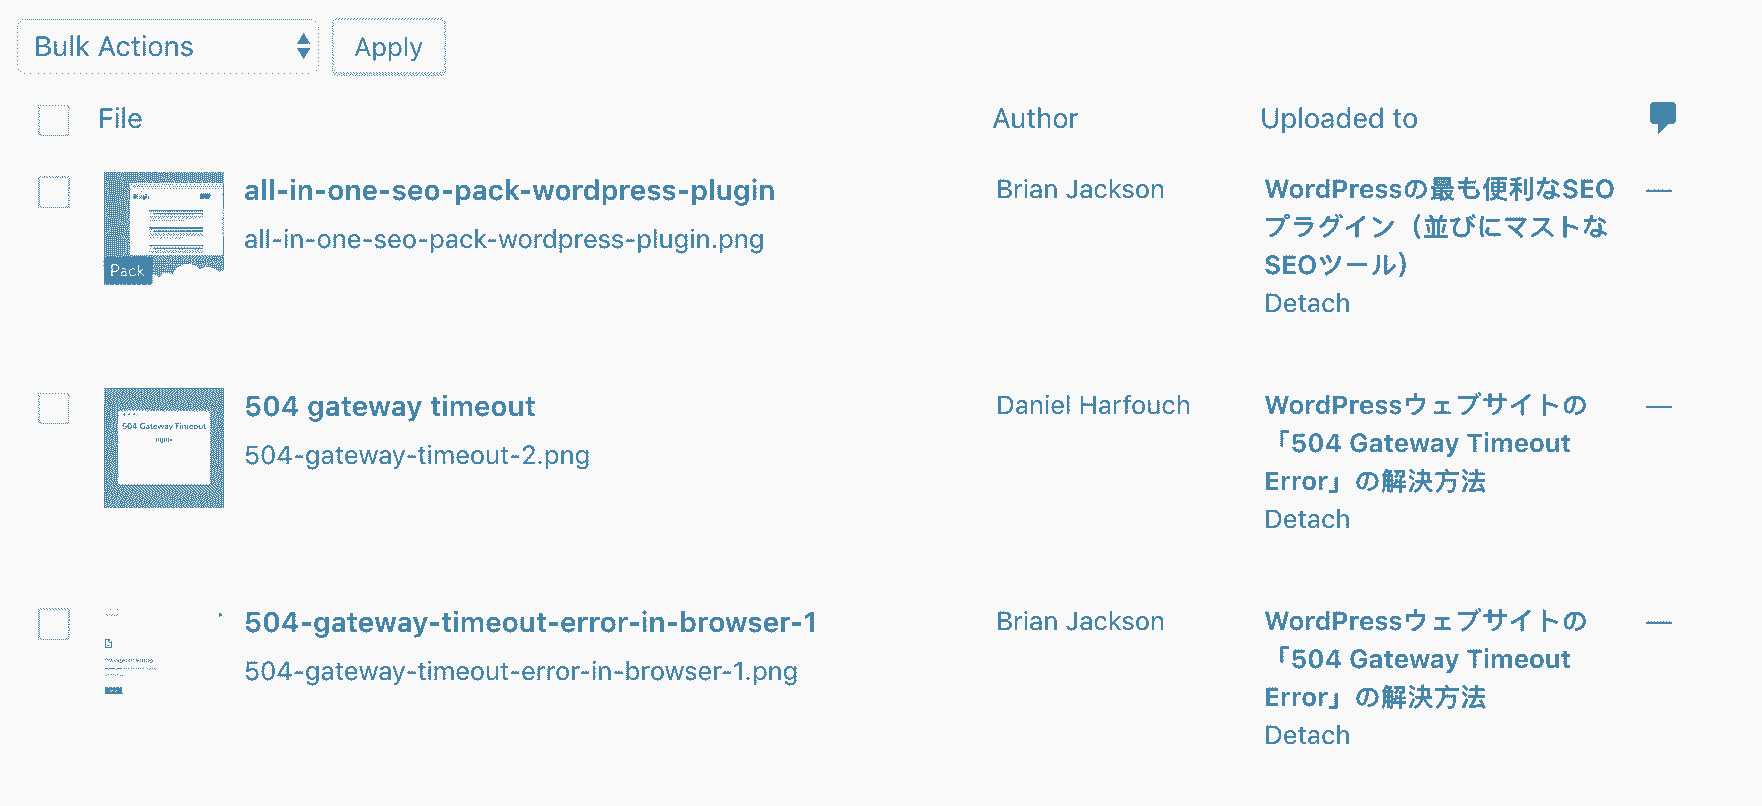 Bulk Actions
Apply
File
Author
Uploaded to
Pack
all-in-one-seo-pack-wordpress-plugin
all-in-one-seo-pack-wordpress-plugin.png
Brian Jackson
WordPressの最も便利なSEO
プラグイン（並びにマストな
SEOツール）
Detach
—
504 Gateway Timeout
nginx
504 gateway timeout
504-gateway-timeout-2.png
Daniel Harfouch
WordPressウェブサイトの
「504 Gateway Timeout
Error」の解決方法
Detach
—
504-gateway-timeout-error-in-browser-1
504-gateway-timeout-error-in-browser-1.png
Brian Jackson
WordPressウェブサイトの
「504 Gateway Timeout
Error」の解決方法
Detach
—